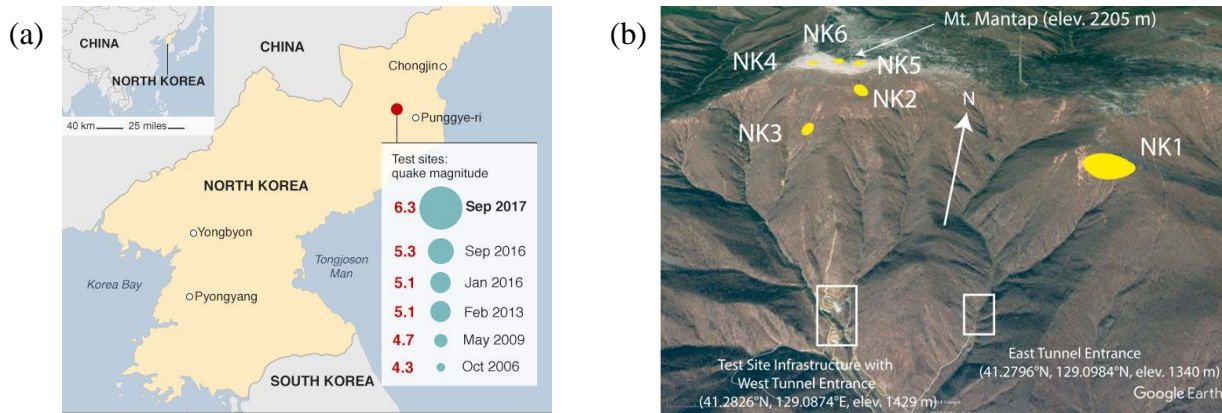 (a)
CHINA
NORTH KOREA
40 km
25 miles
CHINA
Chongjin
Punggye-ri
NORTH KOREA
Yongbyon
Korea Bay
Pyongyang
Tongjoson
Man
SOUTH KOREA
Test sites:
quake magnitude
6.3 Sep 2017
5.3 Sep 2016
5.1 Jan 2016
5.1 Feb 2013
4.7 May 2009
4.3 Oct 2006
(b)
Mt. Mantap (elev. 2205 m)
NK6
NK4
NK5
NK2
N
NK3
NK1
Test Site Infrastructure with
West Tunnel Entrance
(41.2826°N, 129.0874°E, elev. 1429 m)
East Tunnel Entrance
(41.2796°N, 129.0984°N, elev. 1340 m)
Google Earth